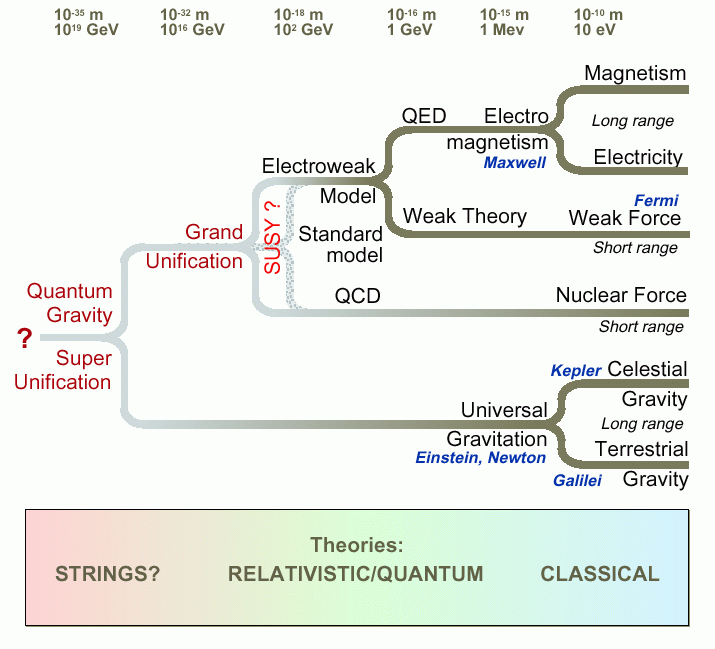 10⁻³⁵ m 10⁻³² m 10⁻¹⁸ m 10⁻¹⁶ m 10⁻¹⁵ m 10⁻¹⁰ m
10¹⁹ GeV 10¹⁶ GeV 10² GeV 1 GeV 1 Mev 10 eV
Magnetism
QED Electro
Long range
magnetism
Maxwell
Electricity
Electroweak
Model
Fermi
Weak Theory Weak Force
Short range
SUSY ?
Grand
Unification
Standard
model
Quantum
Gravity
QCD Nuclear Force
Short range
?
Super
Unification
Kepler Celestial
Gravity
Universal
Gravitation
Long range
Einstein, Newton
Terrestrial
Galilei Gravity
Theories:
STRINGS? RELATIVISTIC/QUANTUM CLASSICAL